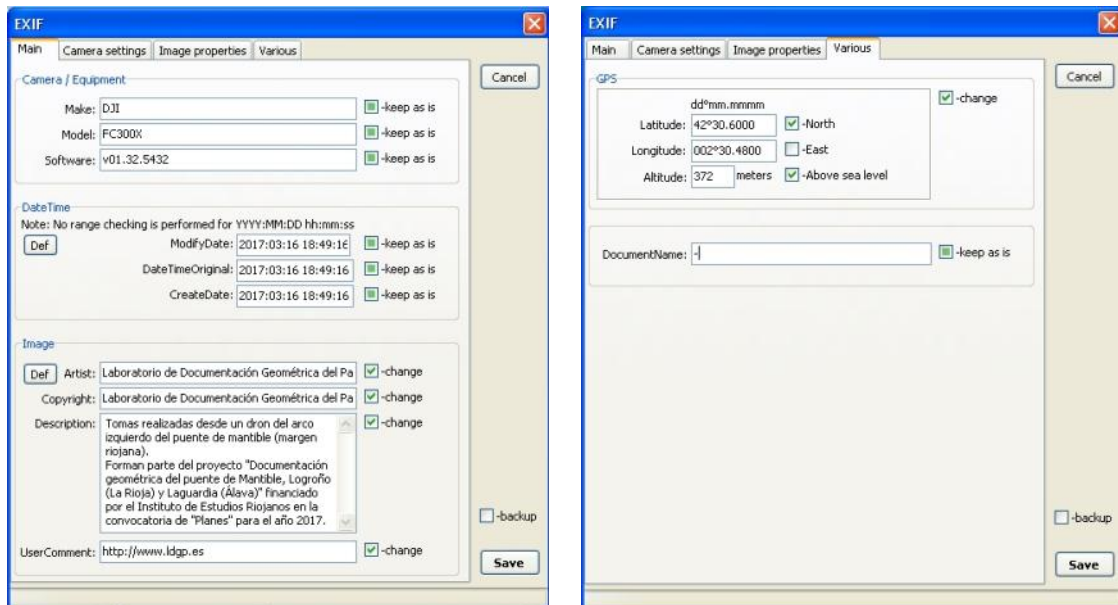 EXIF
Main Camera settings Image properties Various
Camera / Equipment
Make: DJI -keep as is
Model: FC300X -keep as is
Software: v01.32.5432 -keep as is
Cancel
DateTime
Note: No range checking is performed for YYYY:MM:DD hh:mm:ss
Def ModifyDate: 2017:03:16 18:49:16 -keep as is
DateTimeOriginal: 2017:03:16 18:49:16 -keep as is
CreateDate: 2017:03:16 18:49:16 -keep as is
Image
Def Artist: Laboratorio de Documentación Geométrica del Pa -change
Copyright: Laboratorio de Documentación Geométrica del Pa -change
Description: Tomas realizadas desde un dron del arco -change
izquierdo del puente de mantible (margen
riojana).
Forman parte del proyecto "Documentación
geométrica del puente de Mantible, Logroño
(La Rioja) y Laguardia (Álava)" financiado
por el Instituto de Estudios Riojanos en la
convocatoria de "Planes" para el año 2017.
-backup
UserComment: http://www.ldgp.es -change
Save
EXIF
Main Camera settings Image properties Various
GPS
Cancel
dd°mm.mmmm -change
Latitude: 42°30.6000 -North
Longitude: 002°30.4800 -East
Altitude: 372 meters -Above sea level
DocumentName: - -keep as is
-backup
Save